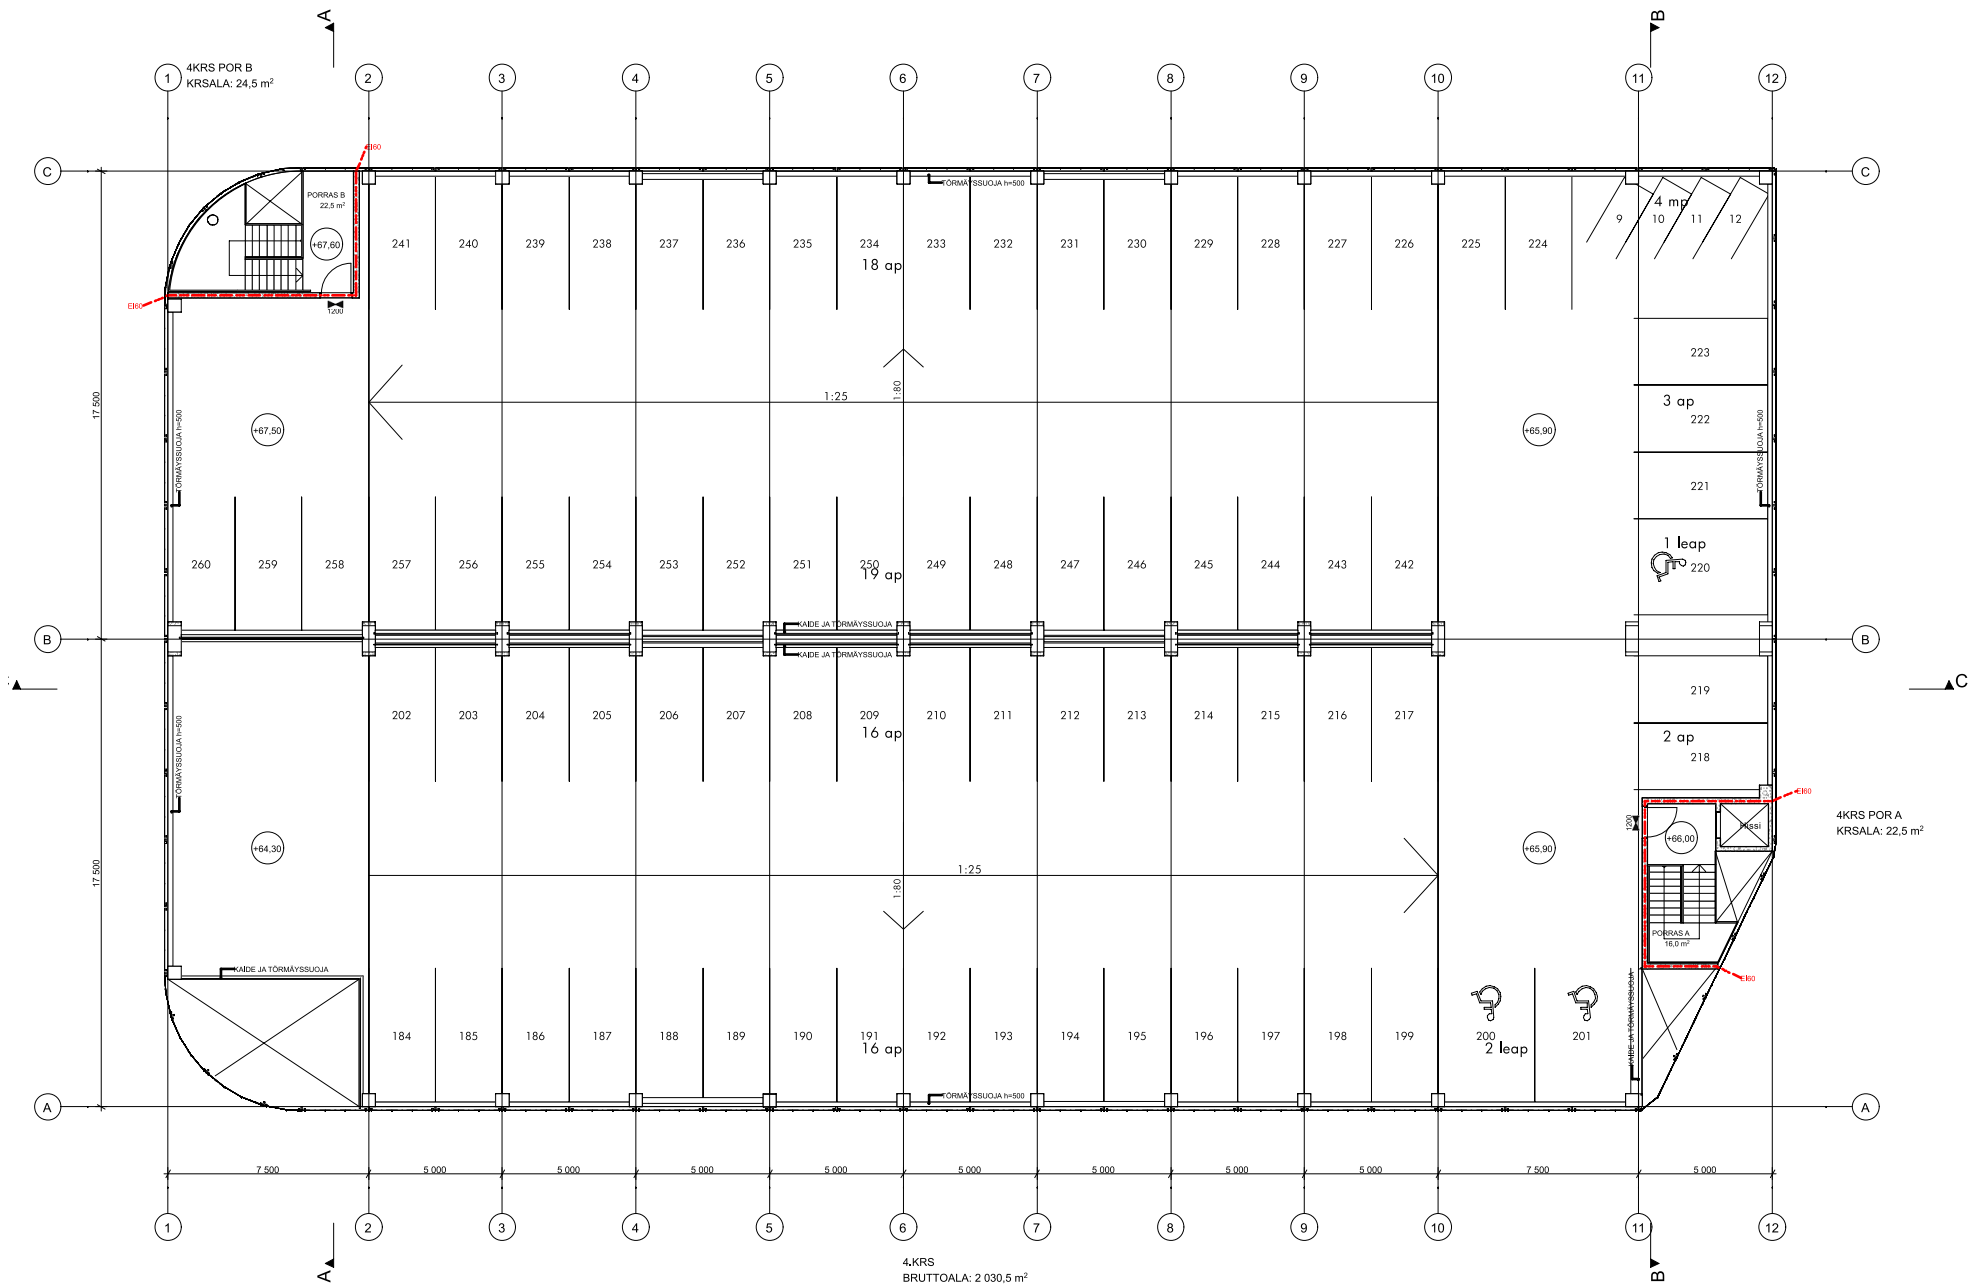 A
B
1
4KRS POR B
KRSALA: 24,5 m²
2
3
4
5
6
7
8
9
10
11
12
EI60
C
C
TÖRMÄYSSUOJA h=500
PORRAS B
22,5 m²
4 mp
9
10
11
12
+67,60
241
240
239
238
237
236
235
234
233
232
231
230
229
228
227
226
225
224
18 ap
EI60
1200
223
1:80
1:25
3 ap
17 500
222
+67,50
+65,90
TÖRMÄYSSUOJA h=500
TÖRMÄYSSUOJA h=500
221
1 leap
260
259
258
257
256
255
254
253
252
251
250
249
248
247
246
245
244
243
242
220
19 ap
KAIDE JA TÖRMÄYSSUOJA
B
B
KAIDE JA TÖRMÄYSSUOJA
C
219
202
203
204
205
206
207
208
209
210
211
212
213
214
215
216
217
16 ap
2 ap
218
TÖRMÄYSSUOJA h=500
EI60
4KRS POR A
KRSALA: 22,5 m²
1200
Hissi
+66,00
+64,30
+65,90
17 500
1:25
1:80
PORRAS A
16,0 m²
KAIDE JA TÖRMÄYSSUOJA
EI60
KAIDE JA TÖRMÄYSSUOJA
184
185
186
187
188
189
190
191
192
193
194
195
196
197
198
199
200
201
16 ap
2 leap
TÖRMÄYSSUOJA h=500
A
A
7 500
5 000
5 000
5 000
5 000
5 000
5 000
5 000
5 000
7 500
5 000
1
2
3
4
5
6
7
8
9
10
11
12
A
B
4.KRS
BRUTTOALA: 2 030,5 m²